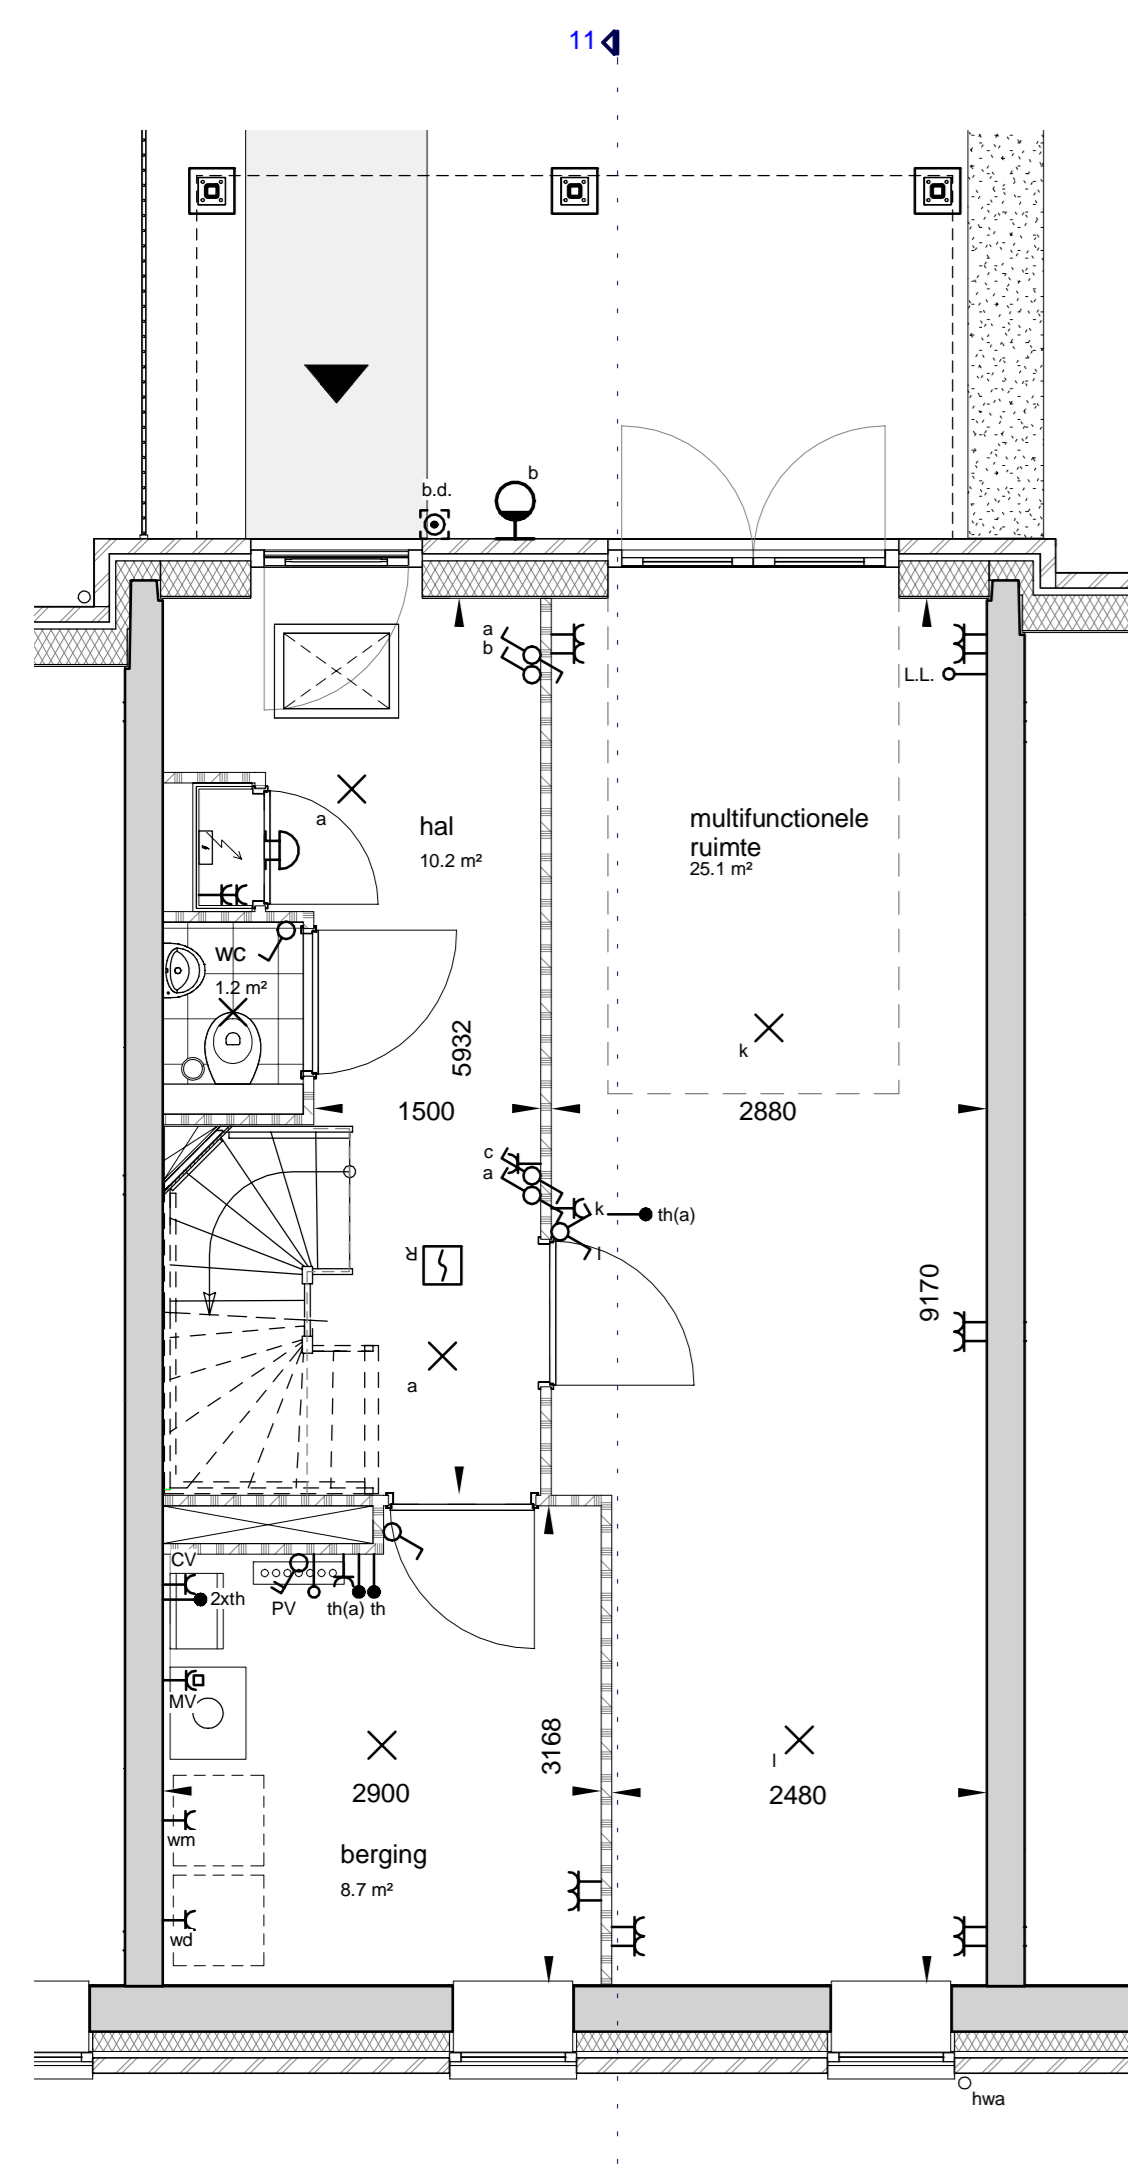 11
b
b.d.
a
b
L.L.
a
hal
10.2 m²
multifunctionele
ruimte
25.1 m²
wc
1.2 m²
5932
k
1500
2880
c
a
k
th(a)
l
R
9170
a
CV
2xth
PV
th(a) th
MV
3168
l
2900
2480
wm
berging
8.7 m²
wd
hwa